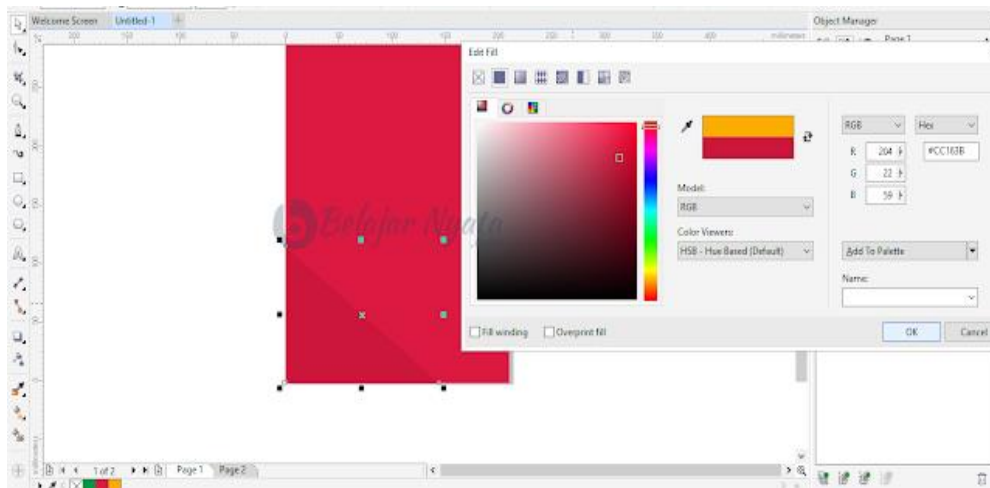 Welcome Screen
Untitled-1
Object Manager
Page 1
Edit Fill
Belajar Nyata
RGB
Hex
R 204
#CC163B
G 22
B 59
Model:
RGB
Color Viewers:
HSB - Hue Based (Default)
Add To Palette
Name:
Fill winding
Overprint fill
OK
Cancel
1 of 2
Page 1
Page 2